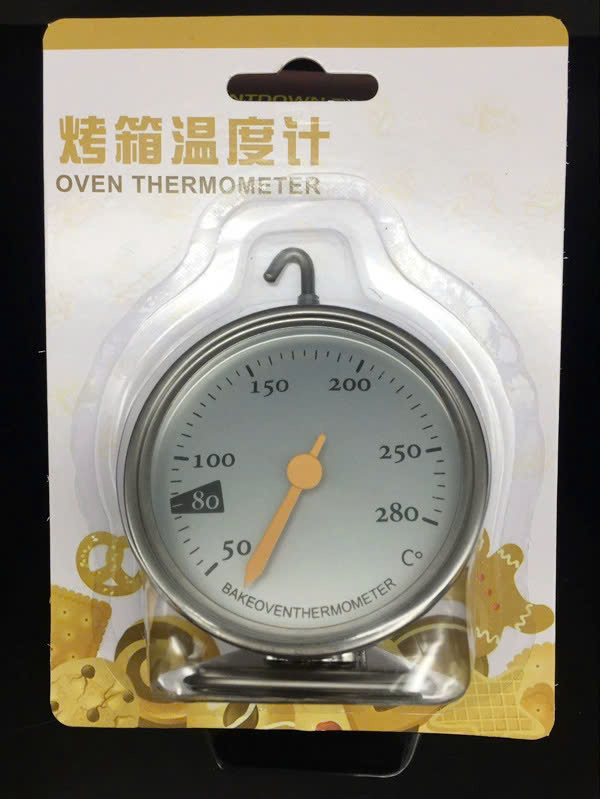 烤箱温度计
OVEN THERMOMETER
150 200
100 250
80
280
50
C°
BAKEOVENTHERMOMETER